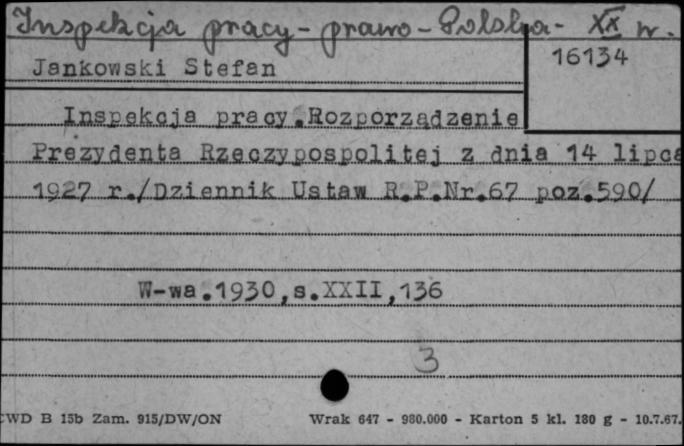 Inspekcja pracy - prawo - Polska - XX w.
16134
Jankowski Stefan
Inspekcja pracy.Rozporządzenie
Prezydenta Rzeczypospolitej z dnia 14 lipca
1927 r./Dziennik Ustaw R.P.Nr.67 poz.590/
W-wa.1930,s.XXII,136
3
CWD B 15b Zam. 915/DW/ON Wrak 647 - 980.000 - Karton 5 kl. 180 g - 10.7.67.